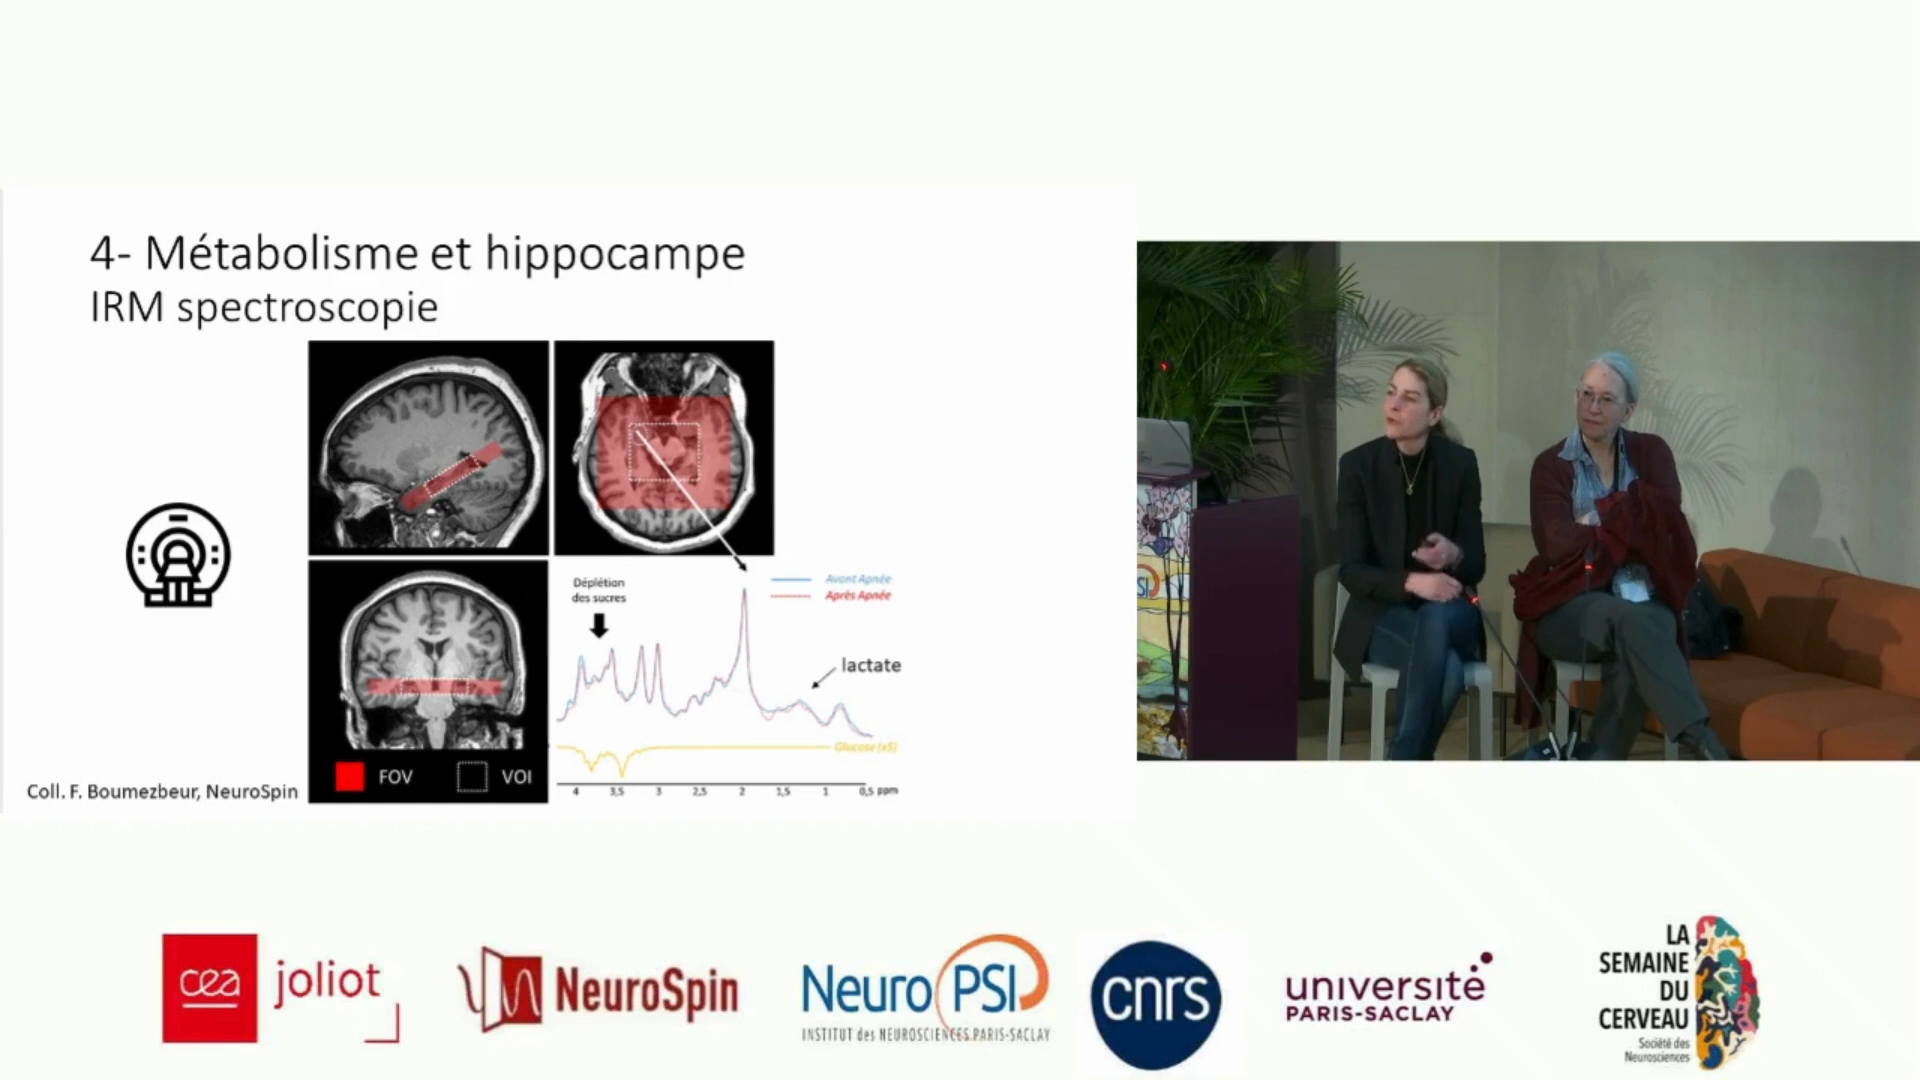 4- Métabolisme et hippocampe
IRM spectroscopie
Déplétion
des sucres
Avant Apnée
Après Apnée
lactate
Glucose (x5)
FOV
VOI
4 3,5 3 2,5 2 1,5 1 0,5 ppm
Coll. F. Boumezbeur, NeuroSpin
cea joliot
NeuroSpin
NeuroPSI
INSTITUT des NEUROSCIENCES PARIS-SACLAY
cnrs
université
PARIS-SACLAY
LA
SEMAINE
DU
CERVEAU
Société des
Neurosciences